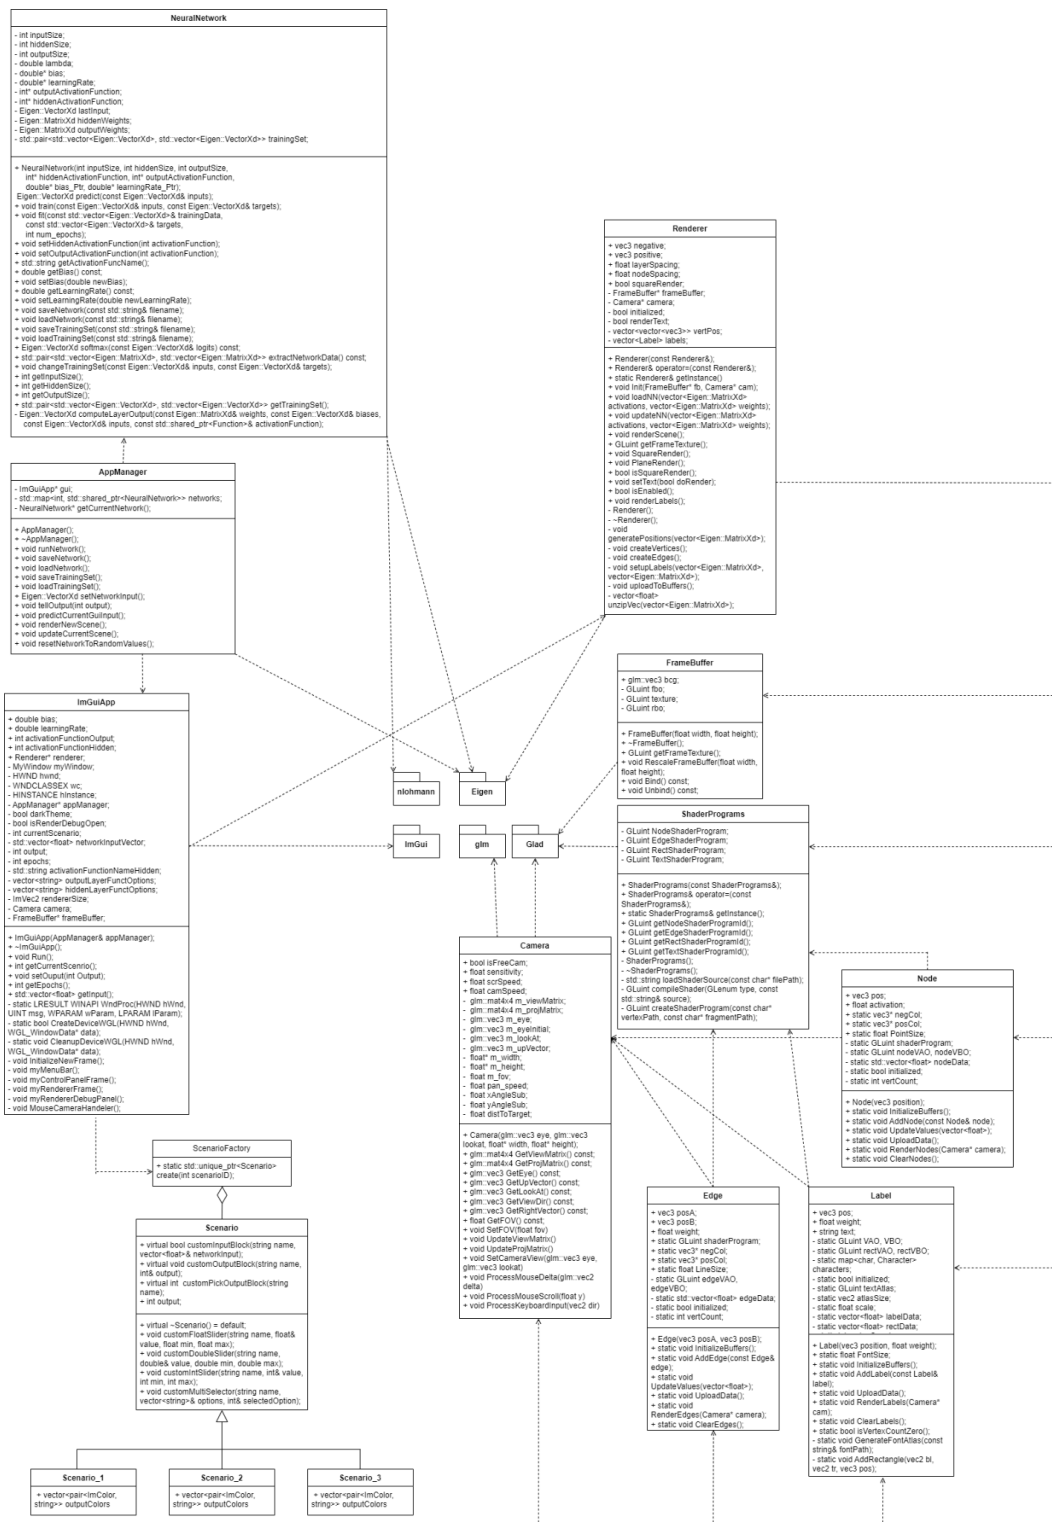 NeuralNetwork
- int inputSize;
- int hiddenSize;
- int outputSize;
- double lambda;
- double* bias;
- double* learningRate;
- int* outputActivationFunction;
- int* hiddenActivationFunction;
- Eigen::VectorXd lastInput;
- Eigen::MatrixXd hiddenWeights;
- Eigen::MatrixXd outputWeights;
- std::pair<std::vector<Eigen::VectorXd>, std::vector<Eigen::VectorXd>> trainingSet;
+ NeuralNetwork(int inputSize, int hiddenSize, int outputSize,
int* hiddenActivationFunction, int* outputActivationFunction,
double* bias_Ptr, double* learningRate_Ptr);
Eigen::VectorXd predict(const Eigen::VectorXd& inputs);
+ void train(const Eigen::VectorXd& inputs, const Eigen::VectorXd& targets);
+ void fit(const std::vector<Eigen::VectorXd>& trainingData,
const std::vector<Eigen::VectorXd>& targets,
int num_epochs);
+ void setHiddenActivationFunction(int activationFunction);
+ void setOutputActivationFunction(int activationFunction);
+ std::string getActivationFuncName();
+ double getBias() const;
+ void setBias(double newBias);
+ double getLearningRate() const;
+ void setLearningRate(double newLearningRate);
+ void saveNetwork(const std::string& filename);
+ void loadNetwork(const std::string& filename);
+ void saveTrainingSet(const std::string& filename);
+ void loadTrainingSet(const std::string& filename);
+ Eigen::VectorXd softmax(const Eigen::VectorXd& logits) const;
+ std::pair<std::vector<Eigen::MatrixXd>, std::vector<Eigen::MatrixXd>> extractNetworkData() const;
+ void changeTrainingSet(const Eigen::VectorXd& inputs, const Eigen::VectorXd& targets);
+ int getInputSize();
+ int getHiddenSize();
+ int getOutputSize();
+ std::pair<std::vector<Eigen::VectorXd>, std::vector<Eigen::VectorXd>> getTrainingSet();
- Eigen::VectorXd computeLayerOutput(const Eigen::MatrixXd& weights, const Eigen::VectorXd& biases,
const Eigen::VectorXd& inputs, const std::shared_ptr<Function>& activationFunction);
AppManager
- ImGuiApp* gui;
- std::map<int, std::shared_ptr<NeuralNetwork>> networks;
- NeuralNetwork* getCurrentNetwork();
+ AppManager();
+ ~AppManager();
+ void runNetwork();
+ void saveNetwork();
+ void loadNetwork();
+ void saveTrainingSet();
+ void loadTrainingSet();
+ Eigen::VectorXd setNetworkInput();
+ void tellOutput(int output);
+ void predictCurrentGuiInput();
+ void renderNewScene();
+ void updateCurrentScene();
+ void resetNetworkToRandomValues();
ImGuiApp
+ double bias;
+ double learningRate;
+ int activationFunctionOutput;
+ int activationFunctionHidden;
+ Renderer* renderer;
- MyWindow myWindow;
- HWND hwnd;
- WNDCLASSEX wc;
- HINSTANCE hInstance;
- AppManager* appManager;
- bool darkTheme;
- bool isRenderDebugOpen;
- int currentScenario;
- std::vector<float> networkInputVector;
- int output;
- int epochs;
- std::string activationFunctionNameHidden;
- vector<string> outputLayerFunctOptions;
- vector<string> hiddenLayerFunctOptions;
- ImVec2 rendererSize;
- Camera camera;
- FrameBuffer* frameBuffer;
+ ImGuiApp(AppManager& appManager);
+ ~ImGuiApp();
+ void Run();
+ int getCurrentScenrio();
+ void setOuput(int Output);
+ int getEpochs();
+ std::vector<float> getInput();
- static LRESULT WINAPI WndProc(HWND hWnd,
UINT msg, WPARAM wParam, LPARAM lParam);
- static bool CreateDeviceWGL(HWND hWnd,
WGL_WindowData* data);
- static void CleanupDeviceWGL(HWND hWnd,
WGL_WindowData* data);
- void InitializeNewFrame();
- void myMenuBar();
- void myControlPanelFrame();
- void myRendererFrame();
- void myRendererDebugPanel();
- void MouseCameraHandeler();
ScenarioFactory
+ static std::unique_ptr<Scenario>
create(int scenarioID);
Scenario
+ virtual bool customInputBlock(string name,
vector<float>& networkInput);
+ virtual void customOutputBlock(string name,
int& output);
+ virtual int customPickOutputBlock(string
name);
+ int output;
+ virtual ~Scenario() = default;
+ void customFloatSlider(string name, float&
value, float min, float max);
+ void customDoubleSlider(string name,
double& value, double min, double max);
+ void customIntSlider(string name, int& value,
int min, int max);
+ void customMultiSelector(string name,
vector<string>& options, int& selectedOption);
Scenario_1
+ vector<pair<ImColor,
string>> outputColors
Scenario_2
+ vector<pair<ImColor,
string>> outputColors
Scenario_3
+ vector<pair<ImColor,
string>> outputColors
nlohmann
Eigen
ImGui
glm
Glad
Renderer
+ vec3 negative;
+ vec3 positive;
+ float layerSpacing;
+ float nodeSpacing;
+ bool squareRender;
- FrameBuffer* frameBuffer;
- Camera* camera;
- bool initialized;
- bool renderText;
- vector<vector<vec3>> vertPos;
- vector<Label> labels;
+ Renderer(const Renderer&);
+ Renderer& operator=(const Renderer&);
+ static Renderer& getInstance()
+ void Init(FrameBuffer* fb, Camera* cam);
+ void loadNN(vector<Eigen::MatrixXd>
activations, vector<Eigen::MatrixXd> weights);
+ void updateNN(vector<Eigen::MatrixXd>
activations, vector<Eigen::MatrixXd> weights);
+ void renderScene();
+ GLuint getFrameTexture();
+ void SquareRender();
+ void PlaneRender();
+ bool isSquareRender();
+ void setText(bool doRender);
+ bool isEnabled();
+ void renderLabels();
- Renderer();
- ~Renderer();
- void
generatePositions(vector<Eigen::MatrixXd>);
- void createVertices();
- void createEdges();
- void setupLabels(vector<Eigen::MatrixXd>,
vector<Eigen::MatrixXd>);
- void uploadToBuffers();
- vector<float>
unzipVec(vector<Eigen::MatrixXd>);
FrameBuffer
+ glm::vec3 bcg;
- GLuint fbo;
- GLuint texture;
- GLuint rbo;
+ FrameBuffer(float width, float height);
+ ~FrameBuffer();
+ GLuint getFrameTexture();
+ void RescaleFrameBuffer(float width,
float height);
+ void Bind() const;
+ void Unbind() const;
ShaderPrograms
- GLuint NodeShaderProgram;
- GLuint EdgeShaderProgram;
- GLuint RectShaderProgram;
- GLuint TextShaderProgram;
+ ShaderPrograms(const ShaderPrograms&);
+ ShaderPrograms& operator=(const
ShaderPrograms&);
+ static ShaderPrograms& getInstance();
+ GLuint getNodeShaderProgramId();
+ GLuint getEdgeShaderProgramId();
+ GLuint getRectShaderProgramId();
+ GLuint getTextShaderProgramId();
- ShaderPrograms();
- ~ShaderPrograms();
- std::string loadShaderSource(const char* filePath);
- GLuint compileShader(GLenum type, const
std::string& source);
- GLuint createShaderProgram(const char*
vertexPath, const char* fragmentPath);
Camera
+ bool isFreeCam;
+ float sensitivity;
+ float scrSpeed;
+ float camSpeed;
- glm::mat4x4 m_viewMatrix;
- glm::mat4x4 m_projMatrix;
- glm::vec3 m_eye;
- glm::vec3 m_eyeInitial;
- glm::vec3 m_lookAt;
- glm::vec3 m_upVector;
- float* m_width;
- float* m_height;
- float m_fov;
- float pan_speed;
- float xAngleSub;
- float yAngleSub;
- float distToTarget;
+ Camera(glm::vec3 eye, glm::vec3
lookat, float* width, float* height);
+ glm::mat4x4 GetViewMatrix() const;
+ glm::mat4x4 GetProjMatrix() const;
+ glm::vec3 GetEye() const;
+ glm::vec3 GetUpVector() const;
+ glm::vec3 GetLookAt() const;
+ glm::vec3 GetViewDir() const;
+ glm::vec3 GetRightVector() const;
+ float GetFOV() const;
+ void SetFOV(float fov)
+ void UpdateViewMatrix()
+ void UpdateProjMatrix()
+ void SetCameraView(glm::vec3 eye,
glm::vec3 lookat)
+ void ProcessMouseDelta(glm::vec2
delta)
+ void ProcessMouseScroll(float y)
+ void ProcessKeyboardInput(vec2 dir)
Node
+ vec3 pos;
+ float activation;
+ static vec3* negCol;
+ static vec3* posCol;
+ static float PointSize;
- static GLuint shaderProgram;
- static GLuint nodeVAO, nodeVBO;
- static std::vector<float> nodeData;
- static bool initialized;
- static int vertCount;
+ Node(vec3 position);
+ static void InitializeBuffers();
+ static void AddNode(const Node& node);
+ static void UpdateValues(vector<float>);
+ static void UploadData();
+ static void RenderNodes(Camera* camera);
+ static void ClearNodes();
Edge
+ vec3 posA;
+ vec3 posB;
+ float weight;
+ static GLuint shaderProgram;
+ static vec3* negCol;
+ static vec3* posCol;
+ static float LineSize;
- static GLuint edgeVAO,
edgeVBO;
- static std::vector<float> edgeData;
- static bool initialized;
- static int vertCount;
+ Edge(vec3 posA, vec3 posB);
+ static void InitializeBuffers();
+ static void AddEdge(const Edge&
edge);
+ static void
UpdateValues(vector<float>);
+ static void UploadData();
+ static void
RenderEdges(Camera* camera);
+ static void ClearEdges();
Label
+ vec3 pos;
+ float weight;
+ string text;
- static GLuint VAO, VBO;
- static GLuint rectVAO, rectVBO;
- static map<char, Character>
characters;
- static bool initialized;
- static GLuint textAtlas;
- static vec2 atlasSize;
- static float scale;
- static vector<float> labelData;
- static vector<float> rectData;
+ Label(vec3 position, float weight);
+ static float FontSize;
+ static void InitializeBuffers();
+ static void AddLabel(const Label&
label);
+ static void UploadData();
+ static void RenderLabels(Camera*
cam);
+ static void ClearLabels();
+ static bool isVertexCountZero();
- static void GenerateFontAtlas(const
string& fontPath);
- static void AddRectangle(vec2 bl,
vec2 tr, vec3 pos);